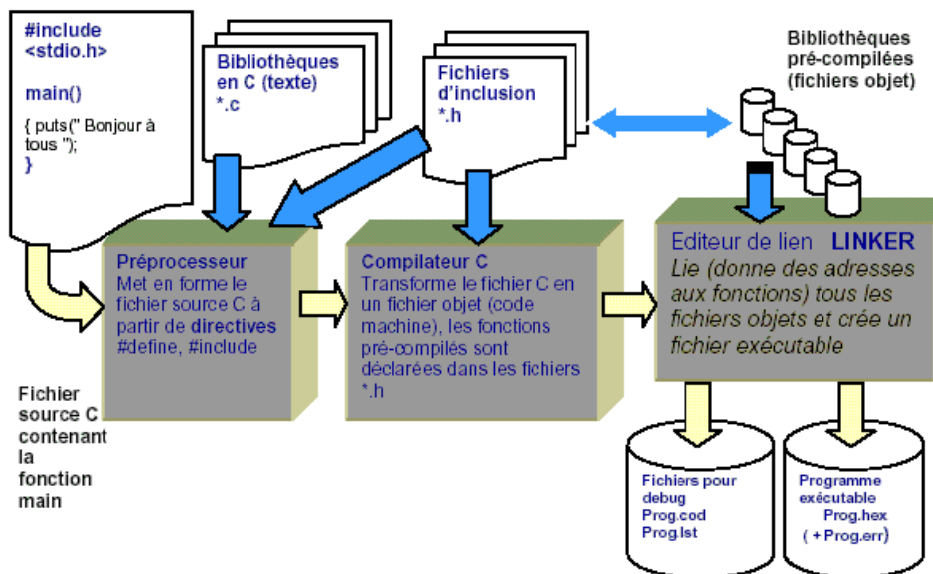 #include
<stdio.h>
main()
{ puts(" Bonjour à
tous ");
}
Bibliothèques
en C (texte)
*.c
Fichiers
d'inclusion
*.h
Bibliothèques
pré-compilées
(fichiers objet)
Préprocesseur
Met en forme le
fichier source C à
partir de directives
#define, #include
Compilateur C
Transforme le fichier C en
un fichier objet (code
machine), les fonctions
pré-compilés sont
déclarées dans les fichiers
*.h
Editeur de lien LINKER
Lie (donne des adresses
aux fonctions) tous les
fichiers objets et crée un
fichier exécutable
Fichier
source C
contenant
la
fonction
main
Fichiers pour
debug
Prog.cod
Prog.lst
Programme
exécutable
Prog.hex
( +Prog.err)